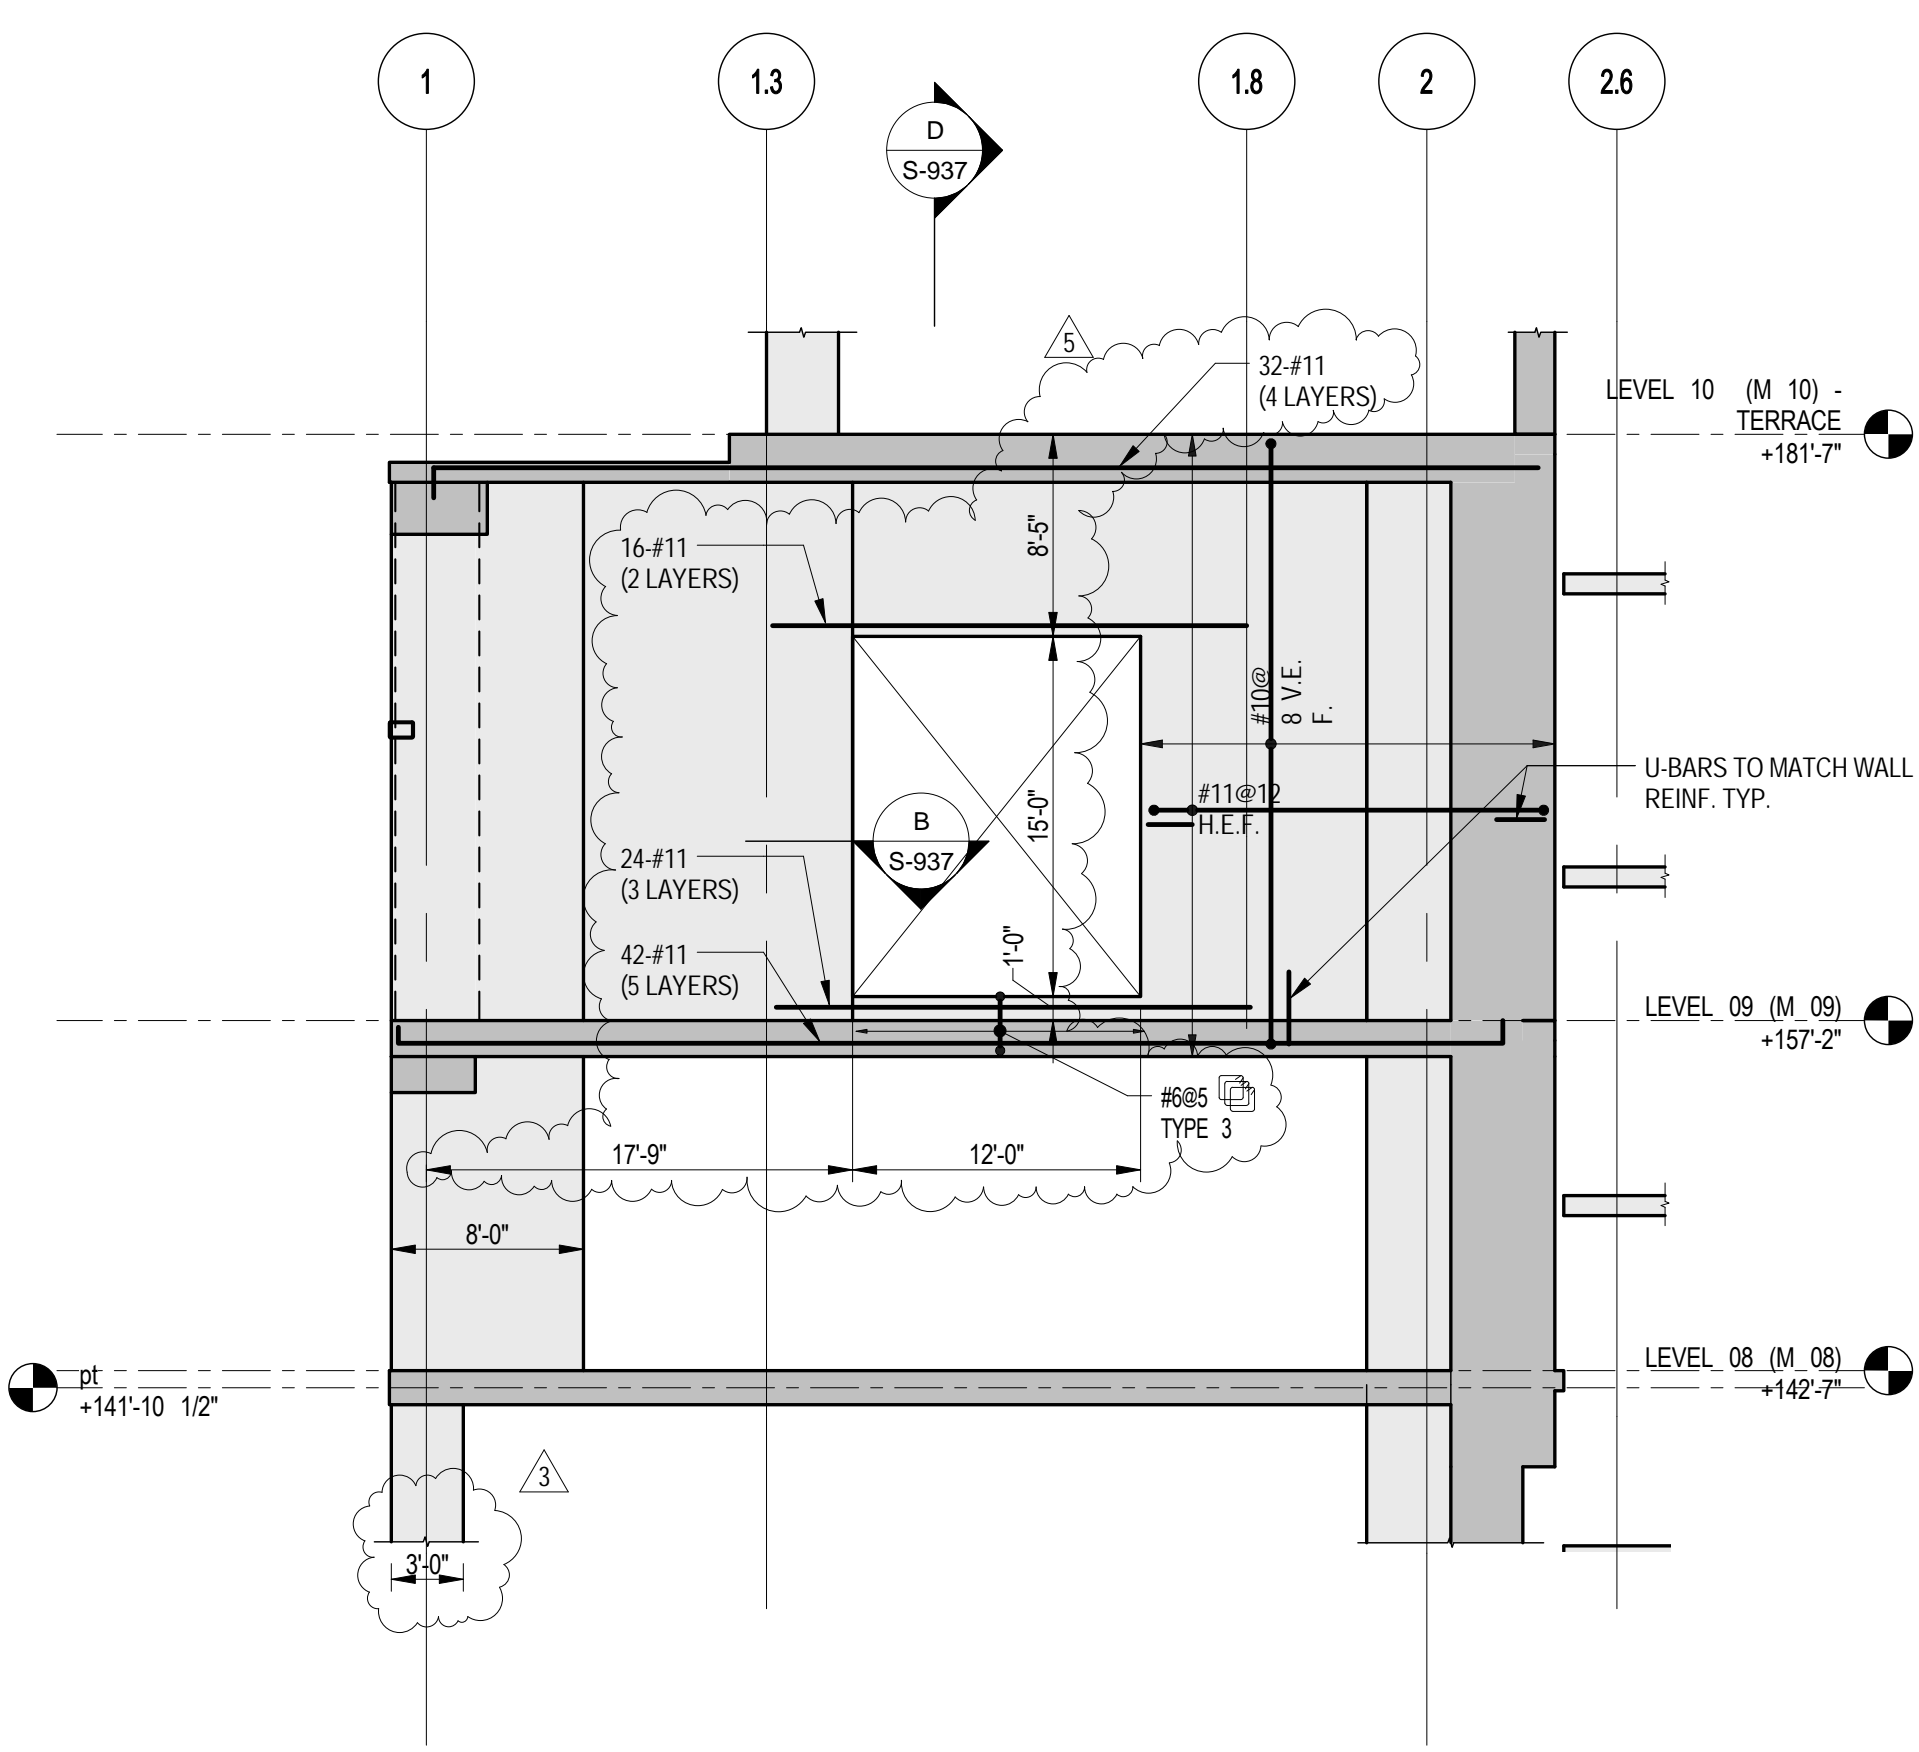 1
1.3
1.8
2
2.6
D
S-937
5
32-#11
(4 LAYERS)
LEVEL 10 (M 10) -
TERRACE
+181'-7"
8'-5"
16-#11
(2 LAYERS)
#10@
8 V.E.
F.
U-BARS TO MATCH WALL
REINF. TYP.
#11@12
H.E.F.
15'-0"
B
S-937
24-#11
(3 LAYERS)
1'-0"
42-#11
(5 LAYERS)
LEVEL 09 (M 09)
+157'-2"
#6@5
TYPE 3
17'-9"
12'-0"
8'-0"
LEVEL 08 (M 08)
+142'-7"
pt
+141'-10 1/2"
3
3'-0"